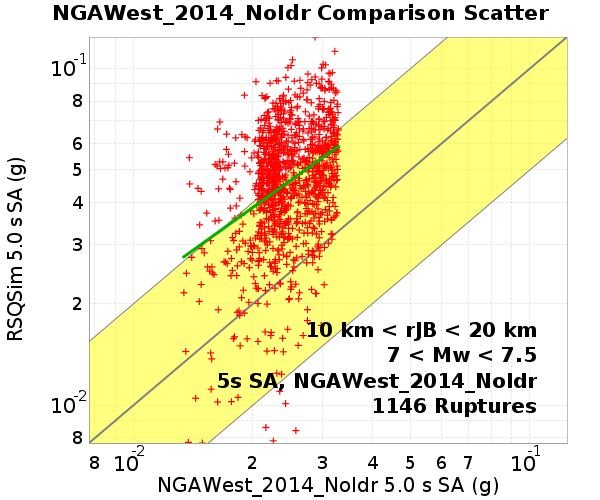 NGAWest_2014_NoIdr Comparison Scatter
10-1
8
6
5
4
3
2
10-2
8
RSQSim 5.0 s SA (g)
10 km < rJB < 20 km
7 < Mw < 7.5
5s SA, NGAWest_2014_NoIdr
1146 Ruptures
8 10-2 2 3 4 5 6 7 10-1
NGAWest_2014_NoIdr 5.0 s SA (g)